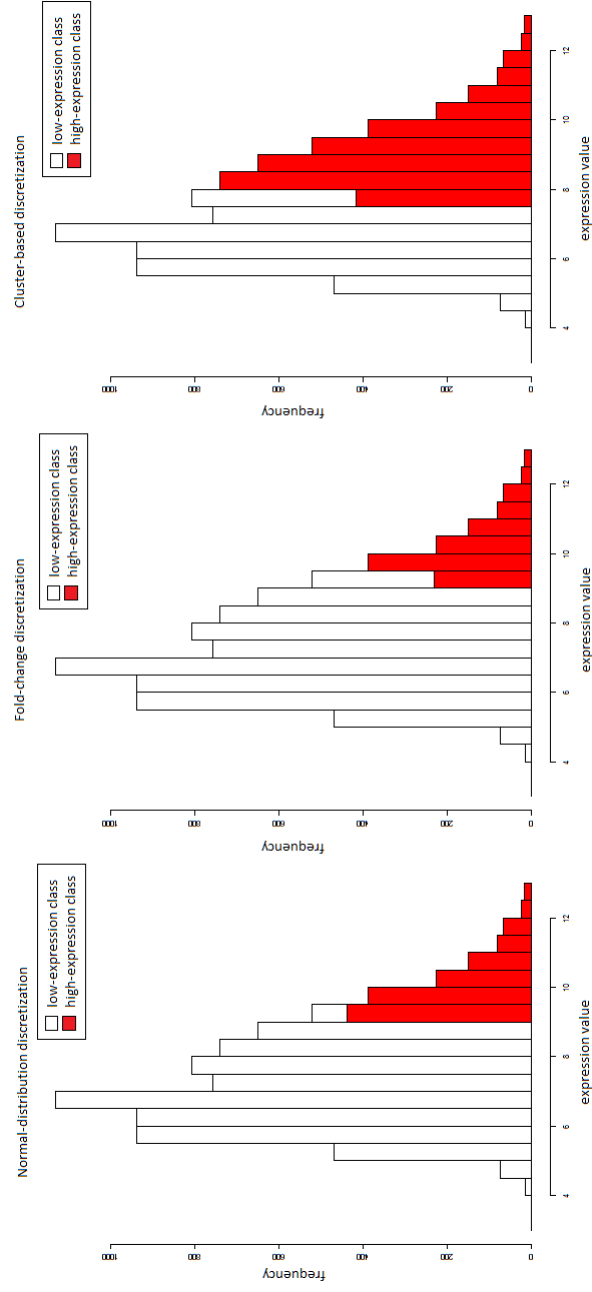 Normal-distribution discretization
low-expression class
high-expression class
frequency
1000
800
600
400
200
0
4 6 8 10 12
expression value
Fold-change discretization
low-expression class
high-expression class
frequency
1000
800
600
400
200
0
4 6 8 10 12
expression value
Cluster-based discretization
low-expression class
high-expression class
frequency
1000
800
600
400
200
0
4 6 8 10 12
expression value